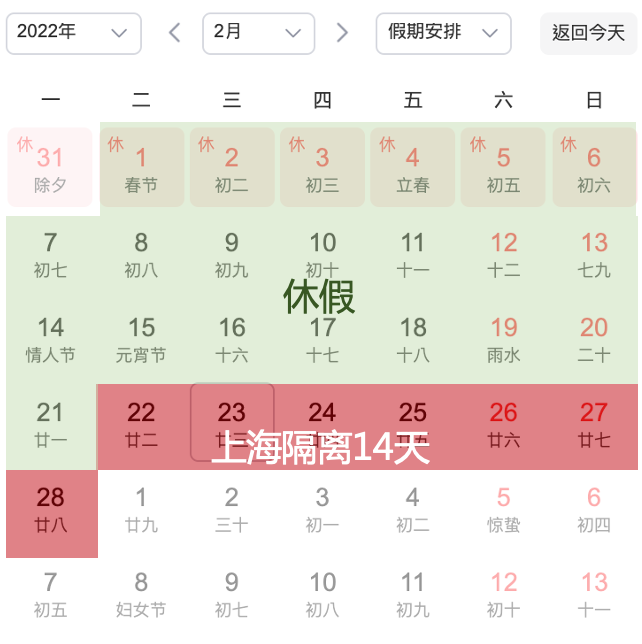 2022年 2月 假期安排 返回今天
一 二 三 四 五 六 日
休 31 休 1 休 2 休 3 休 4 休 5 休 6
除夕 春节 初二 初三 立春 初五 初六
7 8 9 10 11 12 13
初七 初八 初九 初十 十一 十二 七九
休假
14 15 16 17 18 19 20
情人节 元宵节 十六 十七 十八 雨水 二十
21 22 23 24 25 26 27
廿一 廿二 廿三 廿五 廿六 廿七
上海隔离14天
28 1 2 3 4 5 6
廿八 廿九 三十 初一 初二 惊蛰 初四
7 8 9 10 11 12 13
初五 妇女节 初七 初八 初九 初十 十一